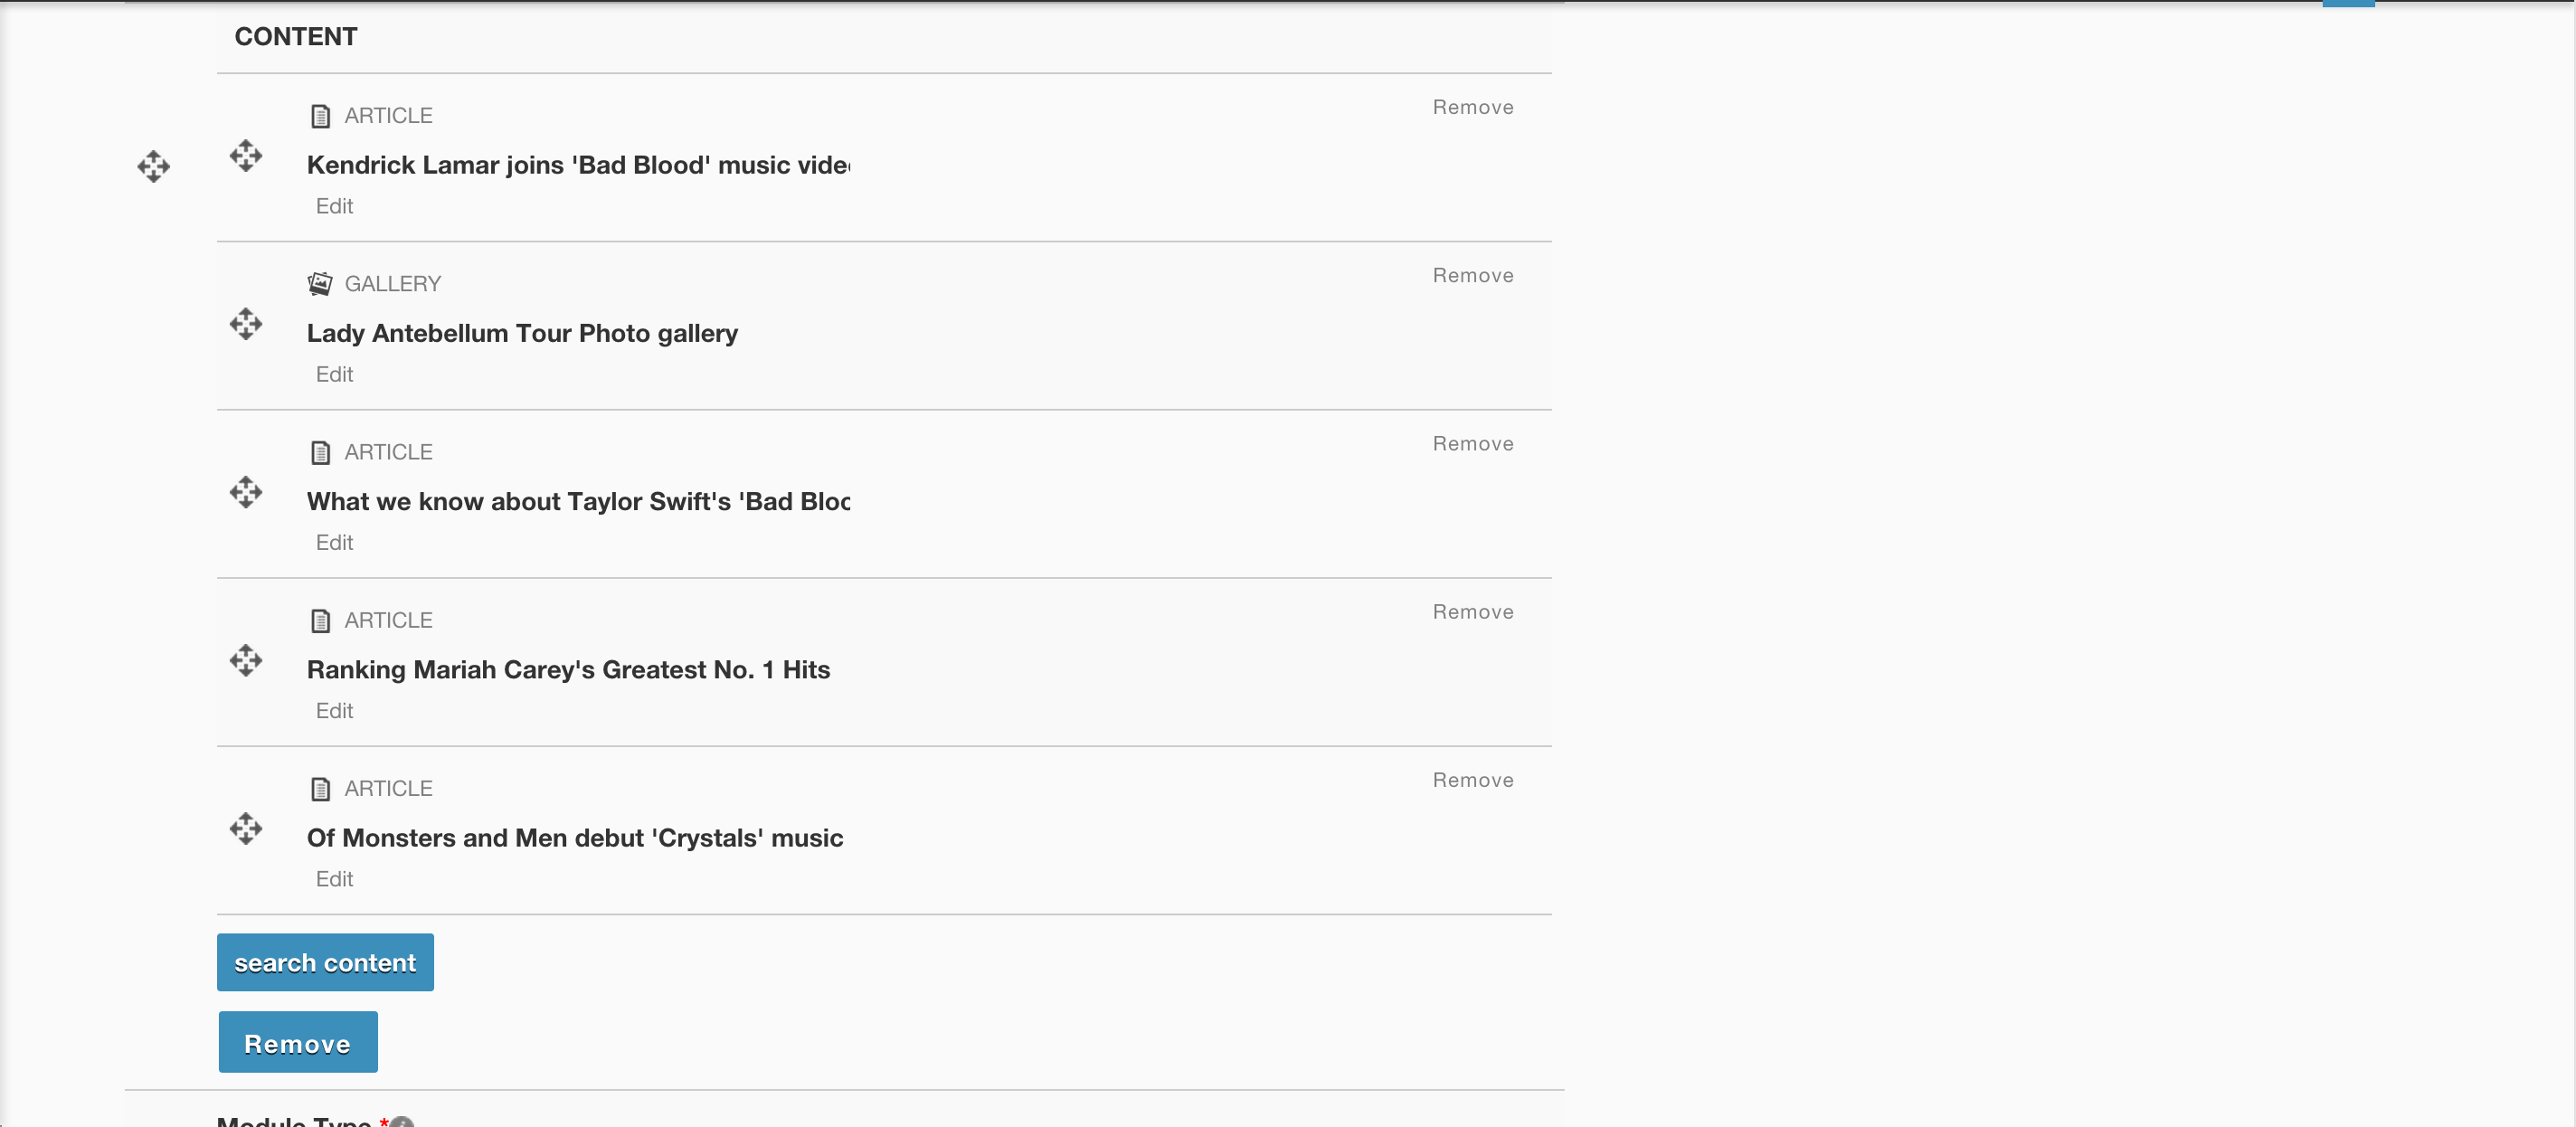 CONTENT
ARTICLE
Remove
Kendrick Lamar joins 'Bad Blood' music video
Edit
GALLERY
Remove
Lady Antebellum Tour Photo gallery
Edit
ARTICLE
Remove
What we know about Taylor Swift's 'Bad Bloo
Edit
ARTICLE
Remove
Ranking Mariah Carey's Greatest No. 1 Hits
Edit
ARTICLE
Remove
Of Monsters and Men debut 'Crystals' music
Edit
search content
Remove
Module Type *